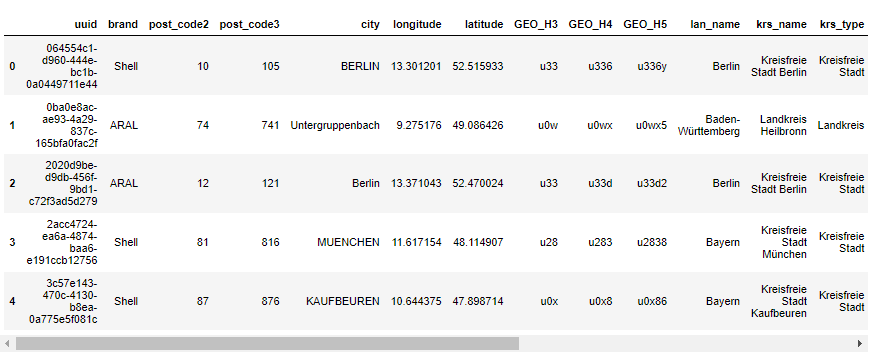 uuid brand post_code2 post_code3 city longitude latitude GEO_H3 GEO_H4 GEO_H5 lan_name krs_name krs_type
0 064554c1-d960-444e-bc1b-0a0449711e44 Shell 10 105 BERLIN 13.301201 52.515933 u33 u336 u336y Berlin Kreisfreie Stadt Berlin Kreisfreie Stadt
1 0ba0e8ac-ae93-4a29-837c-165bfa0fac2f ARAL 74 741 Untergruppenbach 9.275176 49.086426 u0w u0wx u0wx5 Baden-Württemberg Landkreis Heilbronn Landkreis
2 2020d9be-d9db-456f-9bd1-c72f3ad5d279 ARAL 12 121 Berlin 13.371043 52.470024 u33 u33d u33d2 Berlin Kreisfreie Stadt Berlin Kreisfreie Stadt
3 2acc4724-ea6a-4874-baa6-e191ccb12756 Shell 81 816 MUENCHEN 11.617154 48.114907 u28 u283 u2838 Bayern Kreisfreie Stadt München Kreisfreie Stadt
4 3c57e143-470c-4130-b8ea-0a775e5f081c Shell 87 876 KAUFBEUREN 10.644375 47.898714 u0x u0x8 u0x86 Bayern Kreisfreie Stadt Kaufbeuren Kreisfreie Stadt